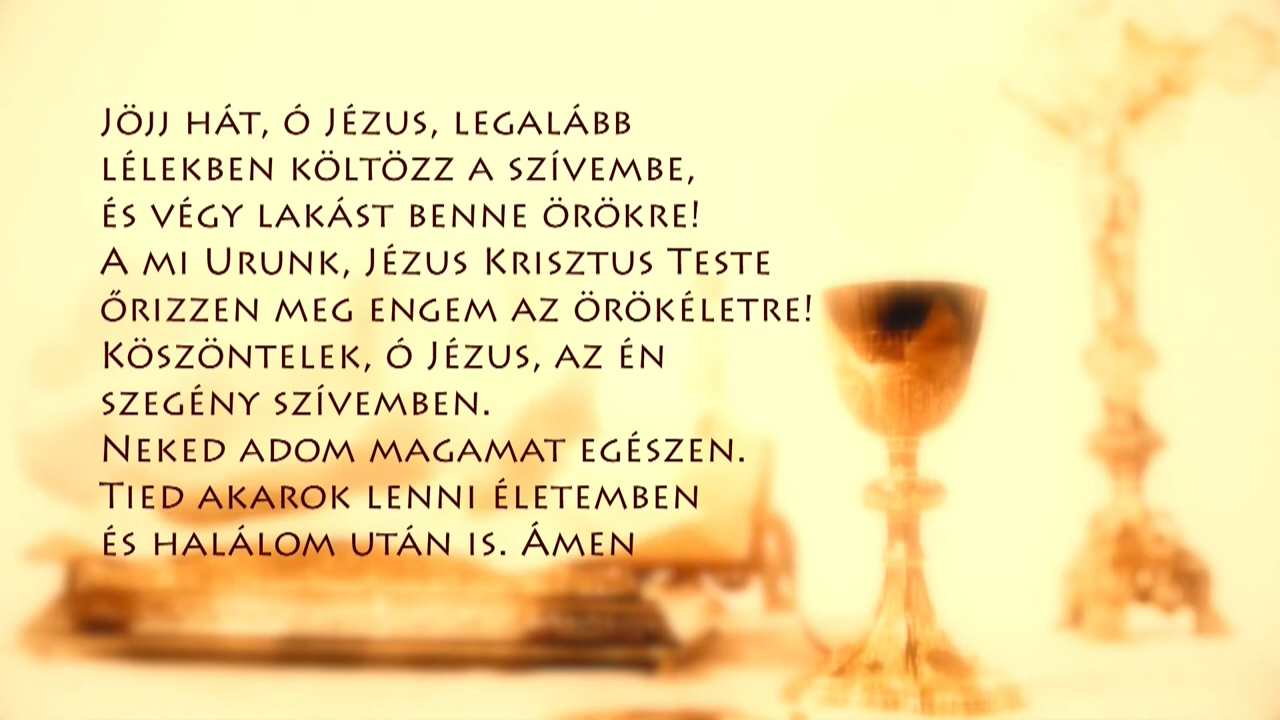 Jöjj hát, ó Jézus, legalább
lélekben költözz a szívembe,
és végy lakást benne örökre!
A mi Urunk, Jézus Krisztus Teste
őrizzen meg engem az örökéletre!
Köszöntelek, ó Jézus, az én
szegény szívemben.
Neked adom magamat egészen.
Tied akarok lenni életemben
és halálom után is. Ámen